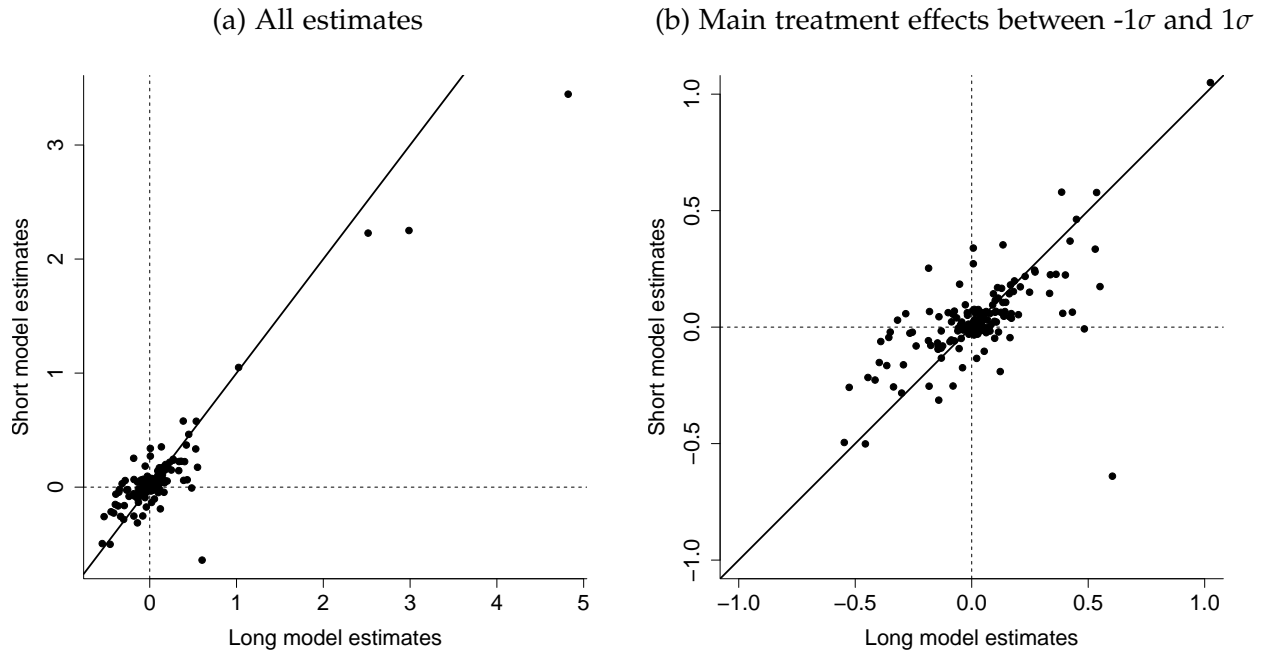 (a) All estimates
Short model estimates
3
2
1
0
0 1 2 3 4 5
Long model estimates
(b) Main treatment effects between -1σ and 1σ
Short model estimates
1.0
0.5
0.0
−0.5
−1.0
−1.0 −0.5 0.0 0.5 1.0
Long model estimates